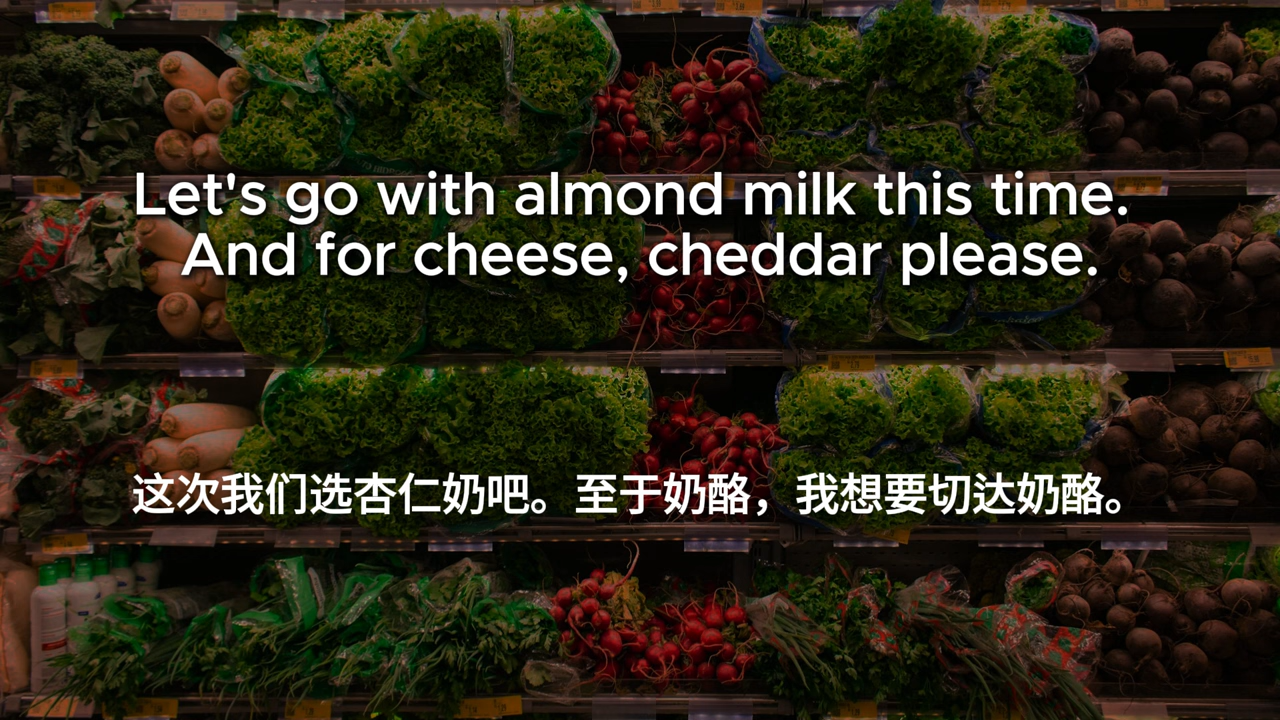 Let's go with almond milk this time.
And for cheese, cheddar please.
这次我们选杏仁奶吧。至于奶酪，我想要切达奶酪。